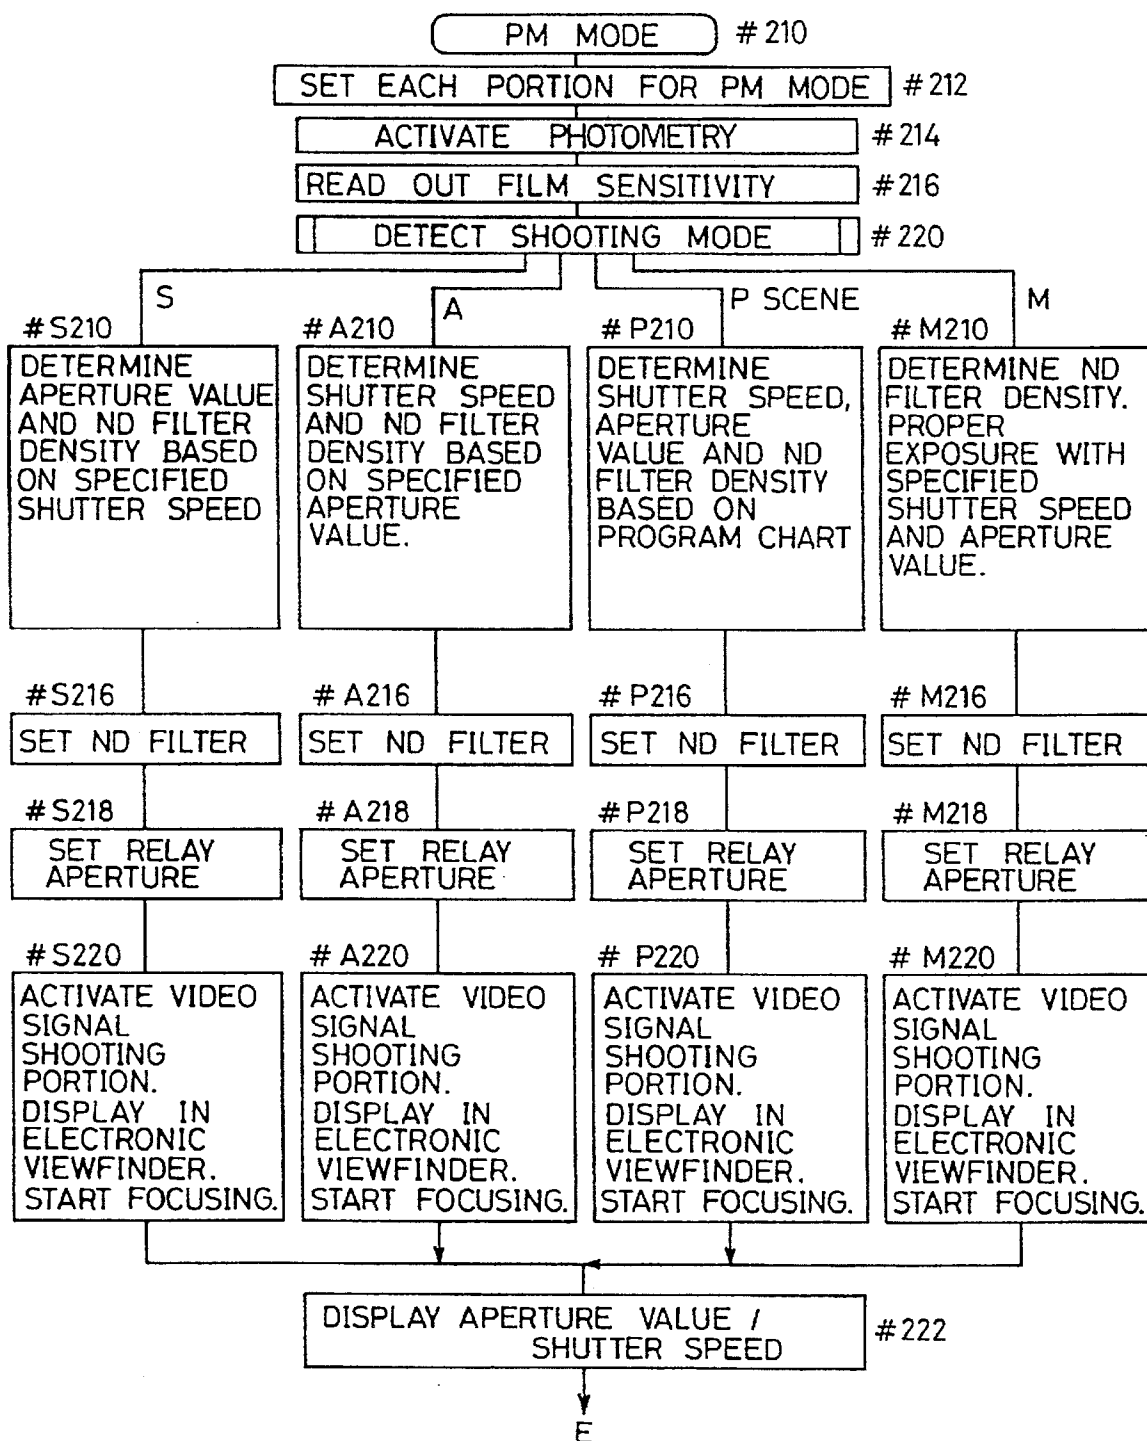 PM MODE #210
SET EACH PORTION FOR PM MODE #212
ACTIVATE PHOTOMETRY #214
READ OUT FILM SENSITIVITY #216
DETECT SHOOTING MODE #220
S
#S210
DETERMINE
APERTURE VALUE
AND ND FILTER
DENSITY BASED
ON SPECIFIED
SHUTTER SPEED
#S216
SET ND FILTER
#S218
SET RELAY
APERTURE
#S220
ACTIVATE VIDEO
SIGNAL
SHOOTING
PORTION.
DISPLAY IN
ELECTRONIC
VIEWFINDER.
START FOCUSING.
A
#A210
DETERMINE
SHUTTER SPEED
AND ND FILTER
DENSITY BASED
ON SPECIFIED
APERTURE
VALUE.
#A216
SET ND FILTER
#A218
SET RELAY
APERTURE
#A220
ACTIVATE VIDEO
SIGNAL
SHOOTING
PORTION.
DISPLAY IN
ELECTRONIC
VIEWFINDER.
START FOCUSING.
P SCENE
#P210
DETERMINE
SHUTTER SPEED,
APERTURE
VALUE AND ND
FILTER DENSITY
BASED ON
PROGRAM CHART
#P216
SET ND FILTER
#P218
SET RELAY
APERTURE
# P220
ACTIVATE VIDEO
SIGNAL
SHOOTING
PORTION.
DISPLAY IN
ELECTRONIC
VIEWFINDER.
START FOCUSING.
M
#M210
DETERMINE ND
FILTER DENSITY.
PROPER
EXPOSURE WITH
SPECIFIED
SHUTTER SPEED
AND APERTURE
VALUE.
#M216
SET ND FILTER
#M218
SET RELAY
APERTURE
# M220
ACTIVATE VIDEO
SIGNAL
SHOOTING
PORTION.
DISPLAY IN
ELECTRONIC
VIEWFINDER.
START FOCUSING.
DISPLAY APERTURE VALUE /
SHUTTER SPEED #222
E